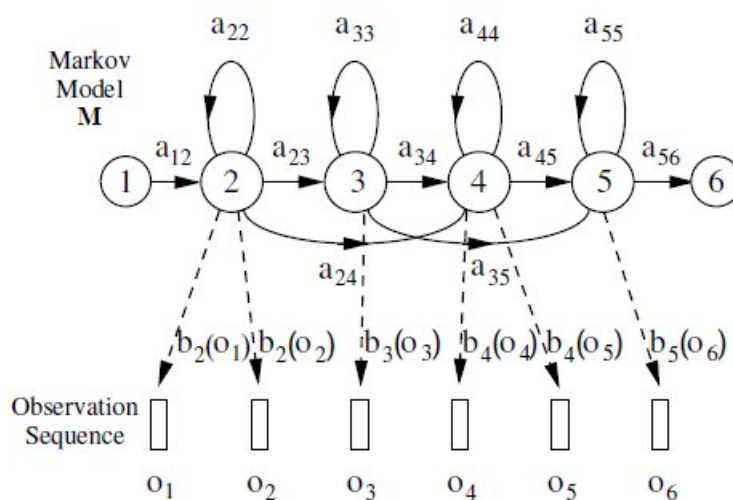 a₂₂ a₃₃ a₄₄ a₅₅
Markov
Model
M
a₁₂ a₂₃ a₃₄ a₄₅ a₅₆
1 2 3 4 5 6
a₂₄ a₃₅
b₂(o₁) b₂(o₂) b₃(o₃) b₄(o₄) b₄(o₅) b₅(o₆)
Observation
Sequence
o₁ o₂ o₃ o₄ o₅ o₆